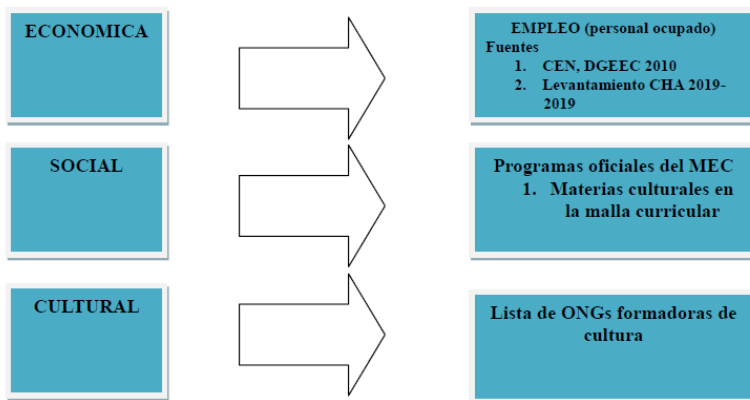 ECONOMICA
EMPLEO (personal ocupado)
Fuentes
1. CEN, DGEEC 2010
2. Levantamiento CHA 2019-
2019
SOCIAL
Programas oficiales del MEC
1. Materias culturales en
la malla curricular
CULTURAL
Lista de ONGs formadoras de
cultura